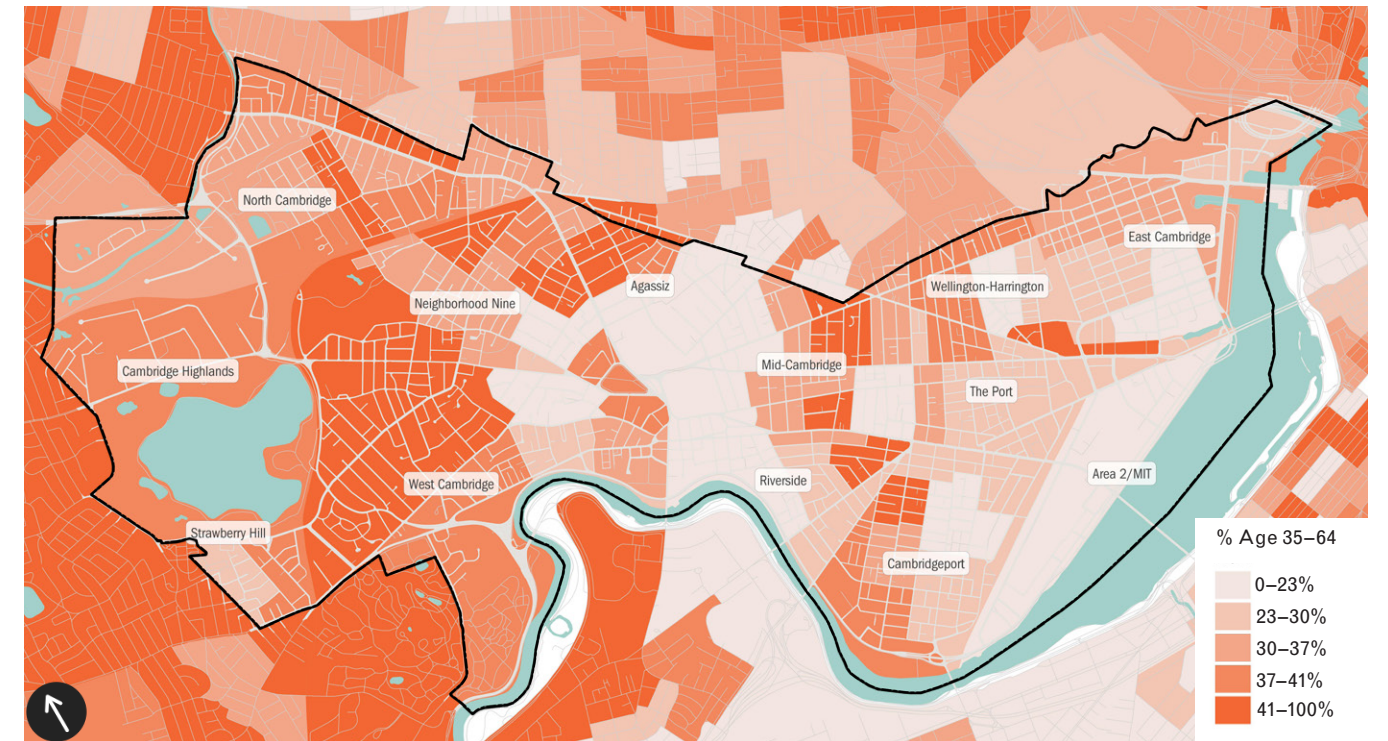 North Cambridge
East Cambridge
Agassiz
Wellington-Harrington
Neighborhood Nine
Cambridge Highlands
Mid-Cambridge
The Port
West Cambridge
Riverside
Area 2/MIT
Strawberry Hill
Cambridgeport
% Age 35–64
0–23%
23–30%
30–37%
37–41%
41–100%